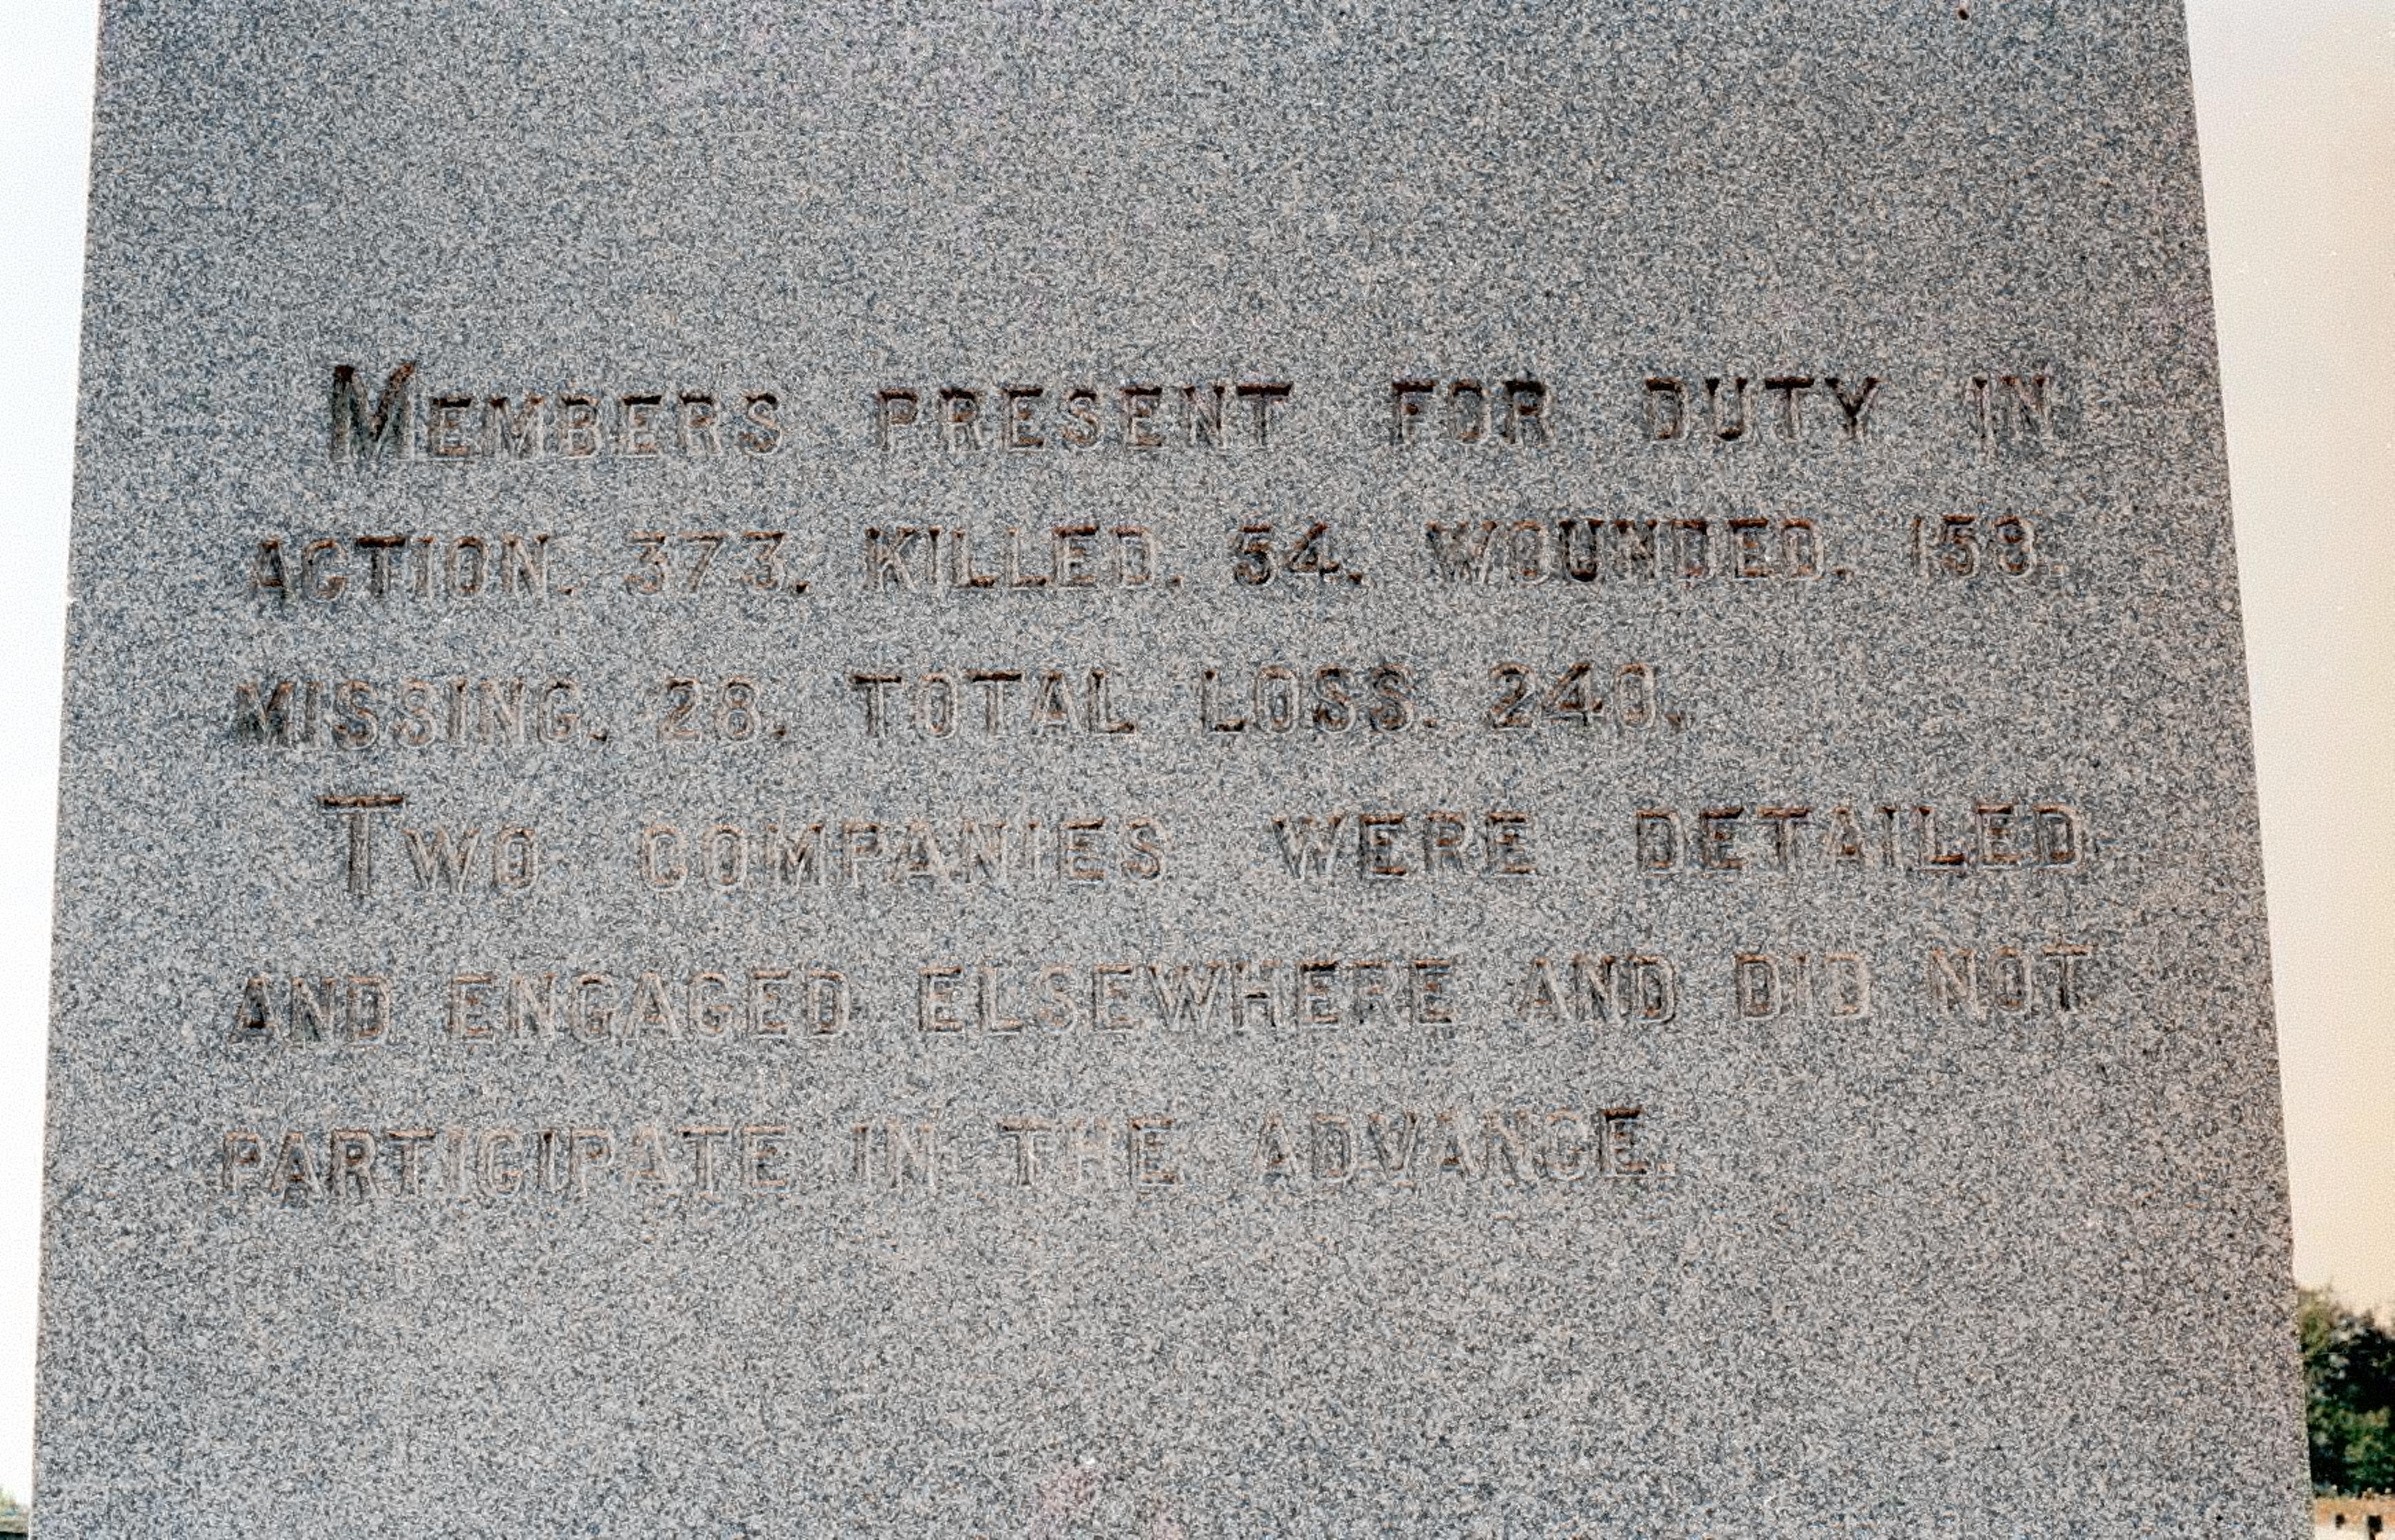 MEMBERS PRESENT FOR DUTY IN
ACTION. 373. KILLED. 54. WOUNDED. 158.
MISSING. 28. TOTAL LOSS. 240.
TWO COMPANIES WERE DETAILED
AND ENGAGED ELSEWHERE AND DID NOT
PARTICIPATE IN THE ADVANCE.